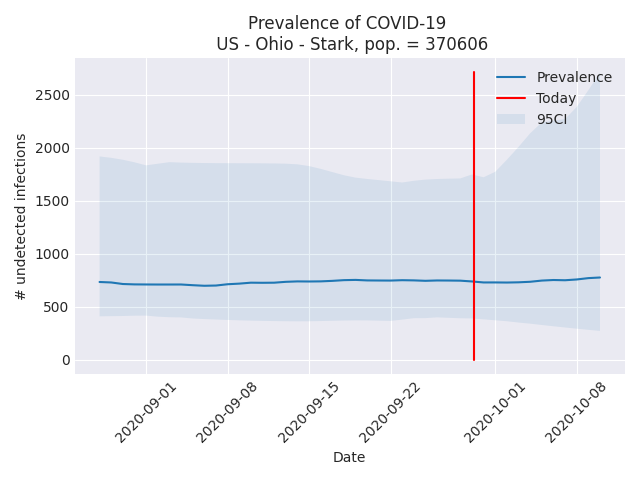 Prevalence of COVID-19
US - Ohio - Stark, pop. = 370606
Prevalence
Today
95CI
# undetected infections
2500
2000
1500
1000
500
0
2020-09-01
2020-09-08
2020-09-15
2020-09-22
2020-10-01
2020-10-08
Date